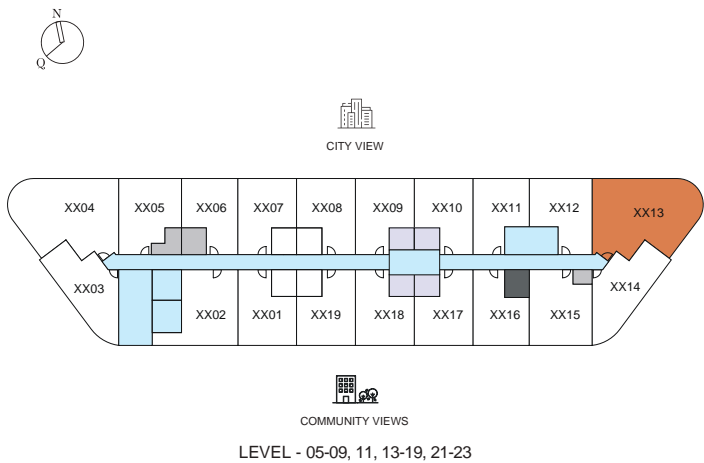 N
Q
CITY VIEW
XX04 XX05 XX06 XX07 XX08 XX09 XX10 XX11 XX12 XX13
XX03 XX14
XX02 XX01 XX19 XX18 XX17 XX16 XX15
COMMUNITY VIEWS
LEVEL - 05-09, 11, 13-19, 21-23